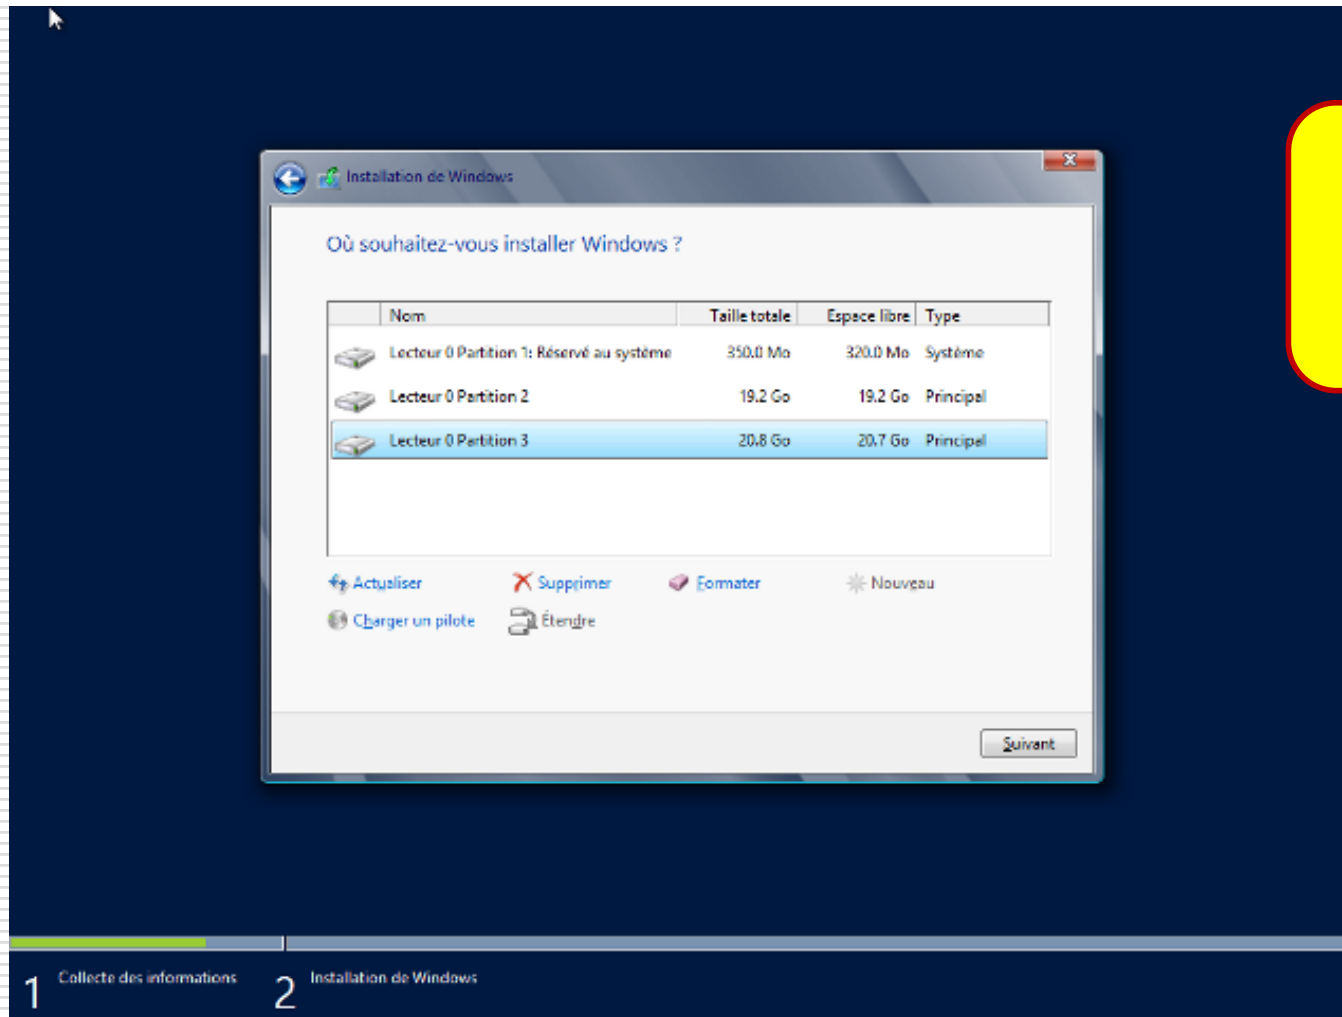 Installation de Windows
Où souhaitez-vous installer Windows ?
Nom Taille totale Espace libre Type
Lecteur 0 Partition 1: Réservé au système 350.0 Mo 320.0 Mo Système
Lecteur 0 Partition 2 19.2 Go 19.2 Go Principal
Lecteur 0 Partition 3 20.8 Go 20.7 Go Principal
Actualiser Supprimer Formater Nouveau
Charger un pilote Étendre
Suivant
1 Collecte des informations 2 Installation de Windows